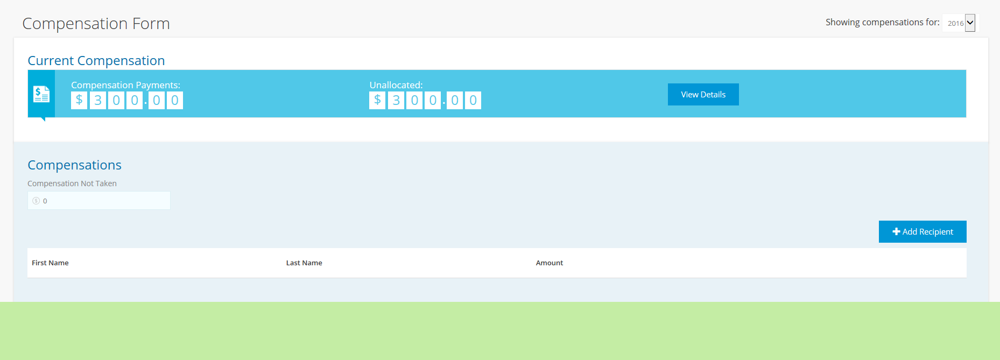 Compensation Form
Showing compensations for: 2016
Current Compensation
Compensation Payments:
$300.00
Unallocated:
$300.00
View Details
Compensations
Compensation Not Taken
$ 0
Add Recipient
First Name Last Name Amount